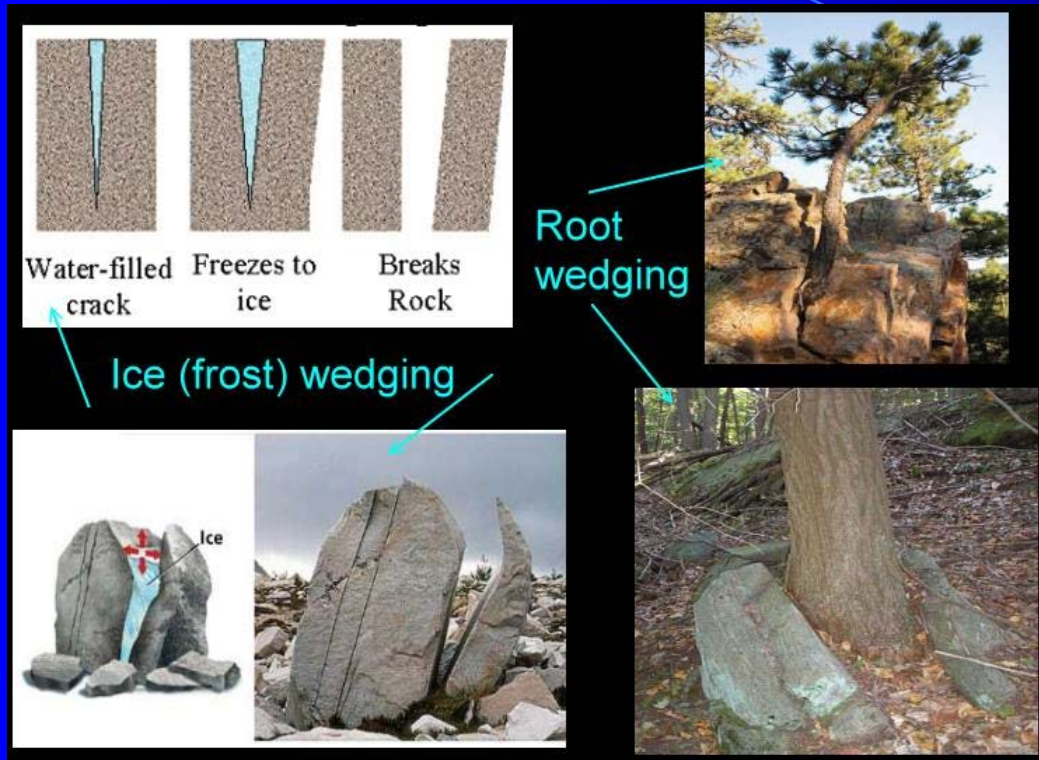 Water-filled
crack
Freezes to
ice
Breaks
Rock
Root
wedging
Ice (frost) wedging
Ice